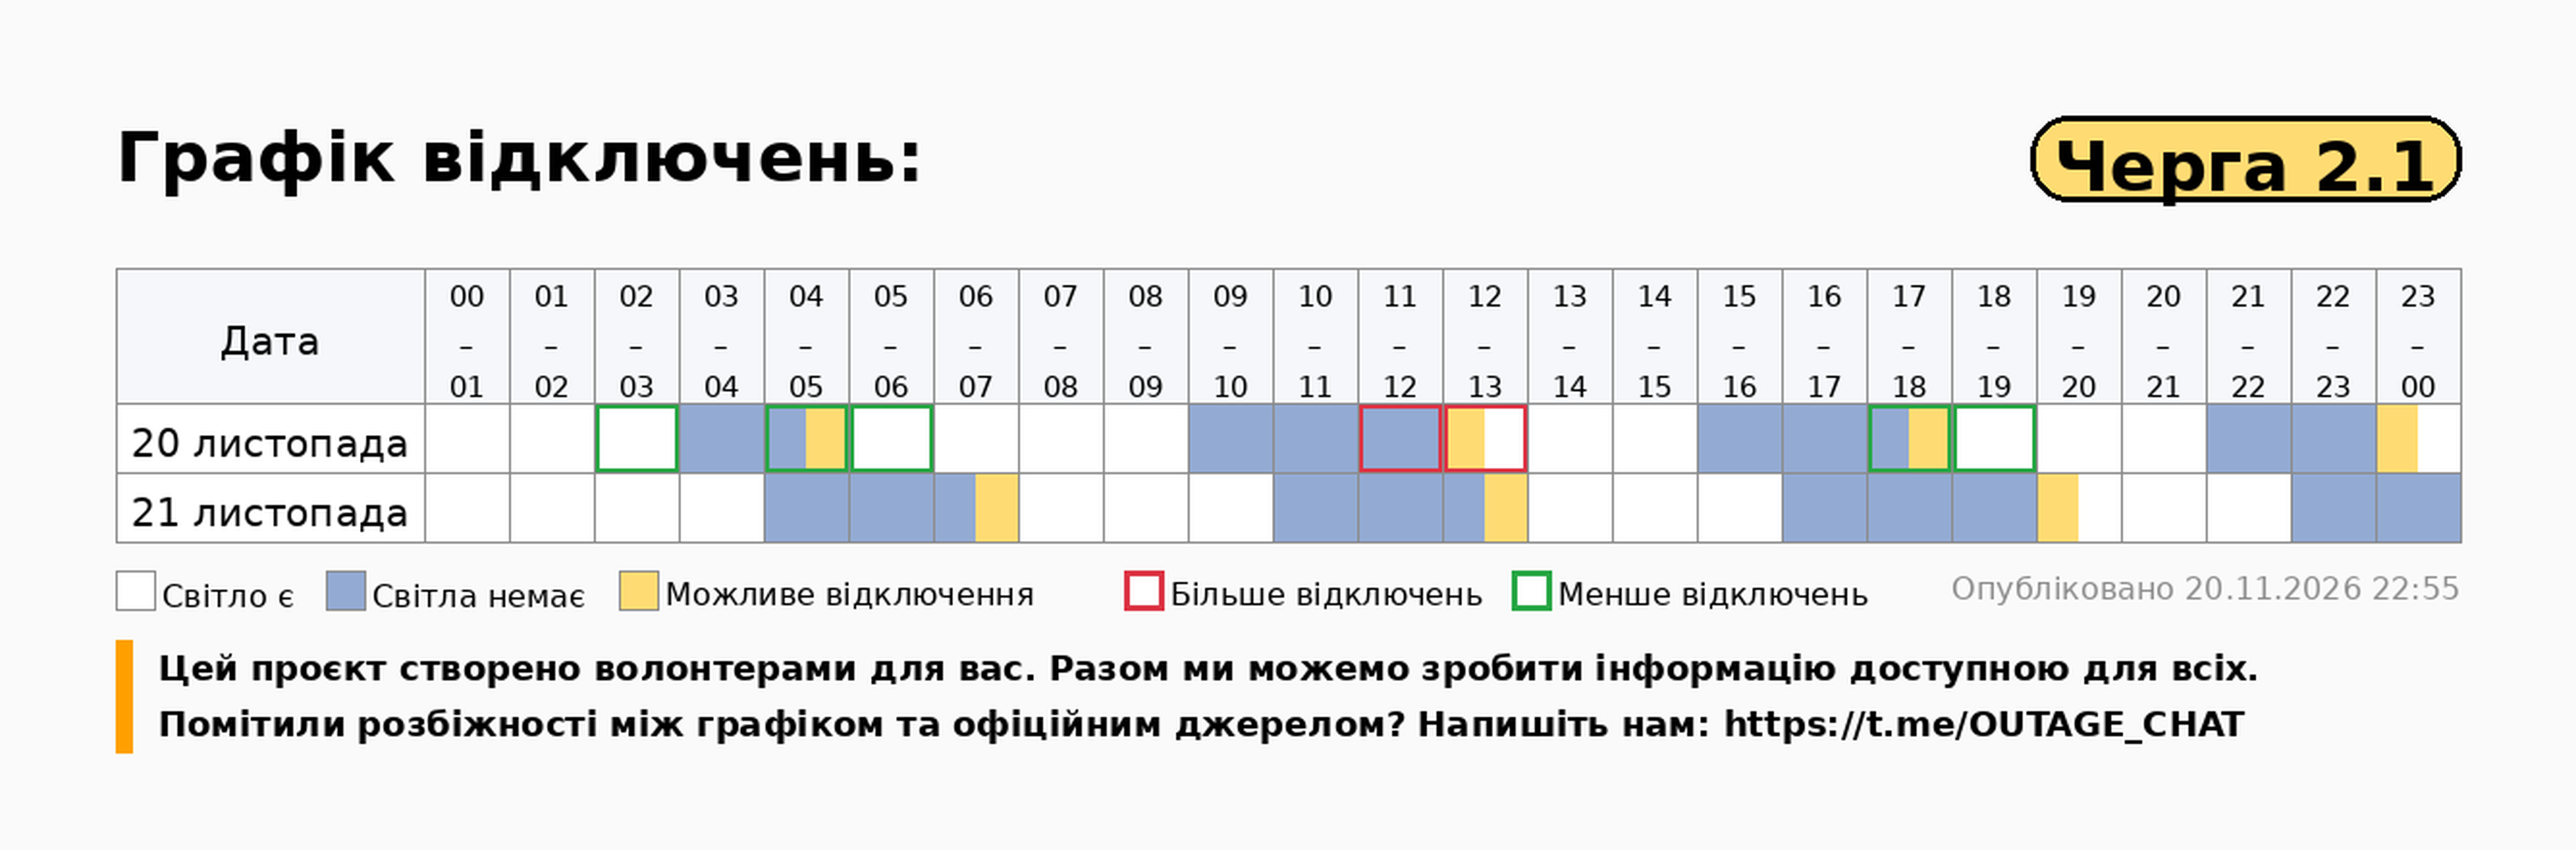 Графік відключень:
Черга 2.1
Дата 00 – 01 01 – 02 02 – 03 03 – 04 04 – 05 05 – 06 06 – 07 07 – 08 08 – 09 09 – 10 10 – 11 11 – 12 12 – 13 13 – 14 14 – 15 15 – 16 16 – 17 17 – 18 18 – 19 19 – 20 20 – 21 21 – 22 22 – 23 23 – 00
20 листопада
21 листопада
Світло є Світла немає Можливе відключення Більше відключень Менше відключень Опубліковано 20.11.2026 22:55
Цей проєкт створено волонтерами для вас. Разом ми можемо зробити інформацію доступною для всіх.
Помітили розбіжності між графіком та офіційним джерелом? Напишіть нам: https://t.me/OUTAGE_CHAT